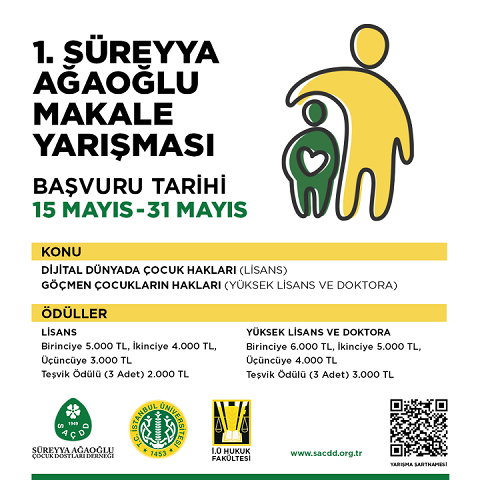 1. SÜREYYA
AĞAOĞLU
MAKALE
YARIŞMASI
BAŞVURU TARİHİ
15 MAYIS - 31 MAYIS
KONU
DİJİTAL DÜNYADA ÇOCUK HAKLARI (LİSANS)
GÖÇMEN ÇOCUKLARIN HAKLARI (YÜKSEK LİSANS VE DOKTORA)
ÖDÜLLER
LİSANS
Birinciye 5.000 TL, İkinciye 4.000 TL,
Üçüncüye 3.000 TL
Teşvik Ödülü (3 Adet) 2.000 TL
YÜKSEK LİSANS VE DOKTORA
Birinciye 6.000 TL, İkinciye 5.000 TL,
Üçüncüye 4.000 TL
Teşvik Ödülü (3 Adet) 3.000 TL
1949
SAÇDD
SÜREYYA AĞAOĞLU
ÇOCUK DOSTLARI DERNEĞİ
T.C. İSTANBUL ÜNİVERSİTESİ
1453
İ.Ü HUKUK
FAKÜLTESİ
www.sacdd.org.tr
YARIŞMA ŞARTNAMESİ